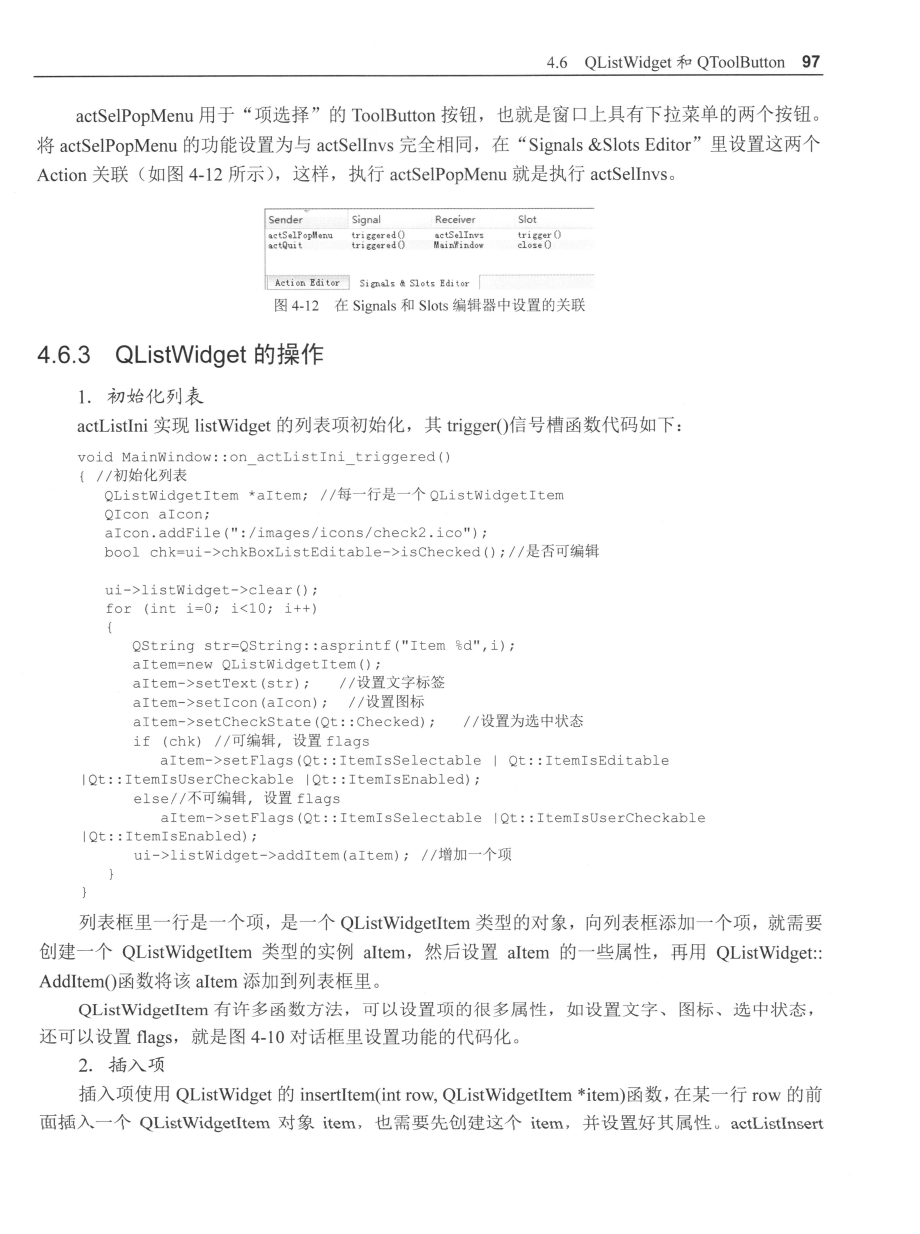 4.6 QListWidget 和 QToolButton 97
actSelPopMenu 用于“项选择”的 ToolButton 按钮，也就是窗口上具有下拉菜单的两个按钮。
将 actSelPopMenu 的功能设置为与 actSelInvs 完全相同，在“Signals &Slots Editor”里设置这两个
Action 关联（如图 4-12 所示），这样，执行 actSelPopMenu 就是执行 actSelInvs。
Sender Signal Receiver Slot
actSelPopMenu triggered() actSelInvs trigger()
actQuit triggered() MainWindow close()
Action Editor Signals & Slots Editor
图 4-12 在 Signals 和 Slots 编辑器中设置的关联
4.6.3 QListWidget 的操作
1．初始化列表
actListIni 实现 listWidget 的列表项初始化，其 trigger()信号槽函数代码如下：
void MainWindow::on_actListIni_triggered()
{ //初始化列表
QListWidgetItem *aItem; //每一行是一个 QListWidgetItem
QIcon aIcon;
aIcon.addFile(":/images/icons/check2.ico");
bool chk=ui->chkBoxListEditable->isChecked();//是否可编辑
ui->listWidget->clear();
for (int i=0; i<10; i++)
{
QString str=QString::asprintf("Item %d",i);
aItem=new QListWidgetItem();
aItem->setText(str); //设置文字标签
aItem->setIcon(aIcon); //设置图标
aItem->setCheckState(Qt::Checked); //设置为选中状态
if (chk) //可编辑, 设置 flags
aItem->setFlags(Qt::ItemIsSelectable | Qt::ItemIsEditable
|Qt::ItemIsUserCheckable |Qt::ItemIsEnabled);
else//不可编辑, 设置 flags
aItem->setFlags(Qt::ItemIsSelectable |Qt::ItemIsUserCheckable
|Qt::ItemIsEnabled);
ui->listWidget->addItem(aItem); //增加一个项
}
}
列表框里一行是一个项，是一个 QListWidgetItem 类型的对象，向列表框添加一个项，就需要
创建一个 QListWidgetItem 类型的实例 aItem，然后设置 aItem 的一些属性，再用 QListWidget::
AddItem()函数将该 aItem 添加到列表框里。
QListWidgetItem 有许多函数方法，可以设置项的很多属性，如设置文字、图标、选中状态，
还可以设置 flags，就是图 4-10 对话框里设置功能的代码化。
2．插入项
插入项使用 QListWidget 的 insertItem(int row, QListWidgetItem *item)函数，在某一行 row 的前
面插入一个 QListWidgetItem 对象 item，也需要先创建这个 item，并设置好其属性。actListInsert